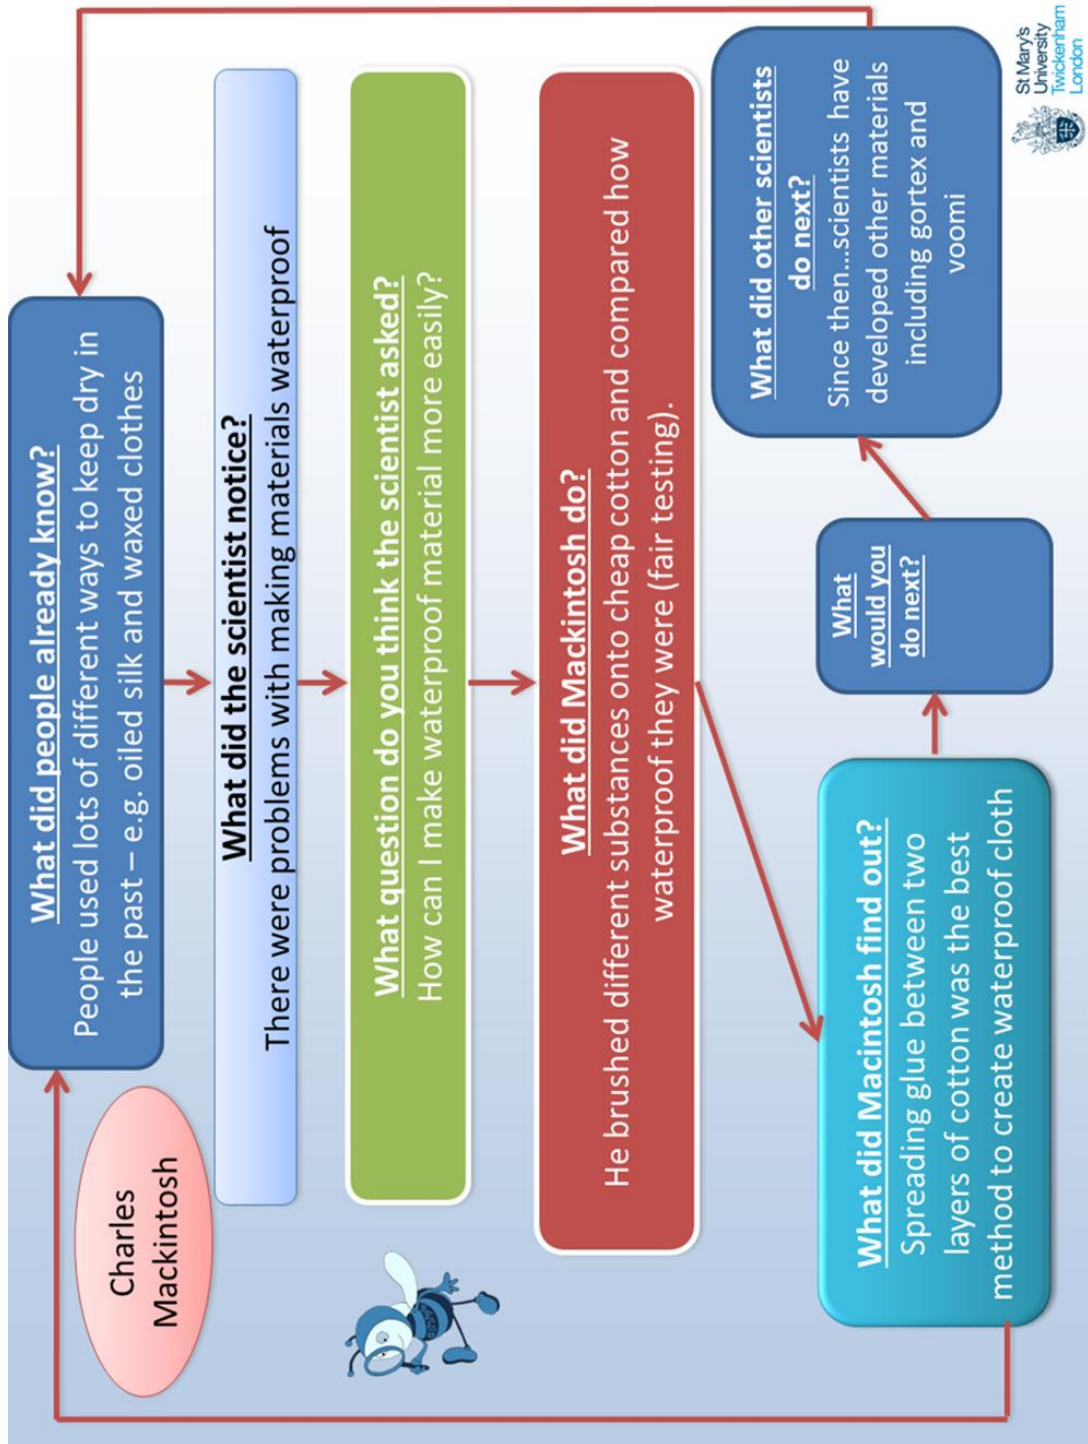 Charles
Mackintosh
What did people already know?
People used lots of different ways to keep dry in
the past – e.g. oiled silk and waxed clothes
What did the scientist notice?
There were problems with making materials waterproof
What question do you think the scientist asked?
How can I make waterproof material more easily?
What did Mackintosh do?
He brushed different substances onto cheap cotton and compared how
waterproof they were (fair testing).
What did Macintosh find out?
Spreading glue between two
layers of cotton was the best
method to create waterproof cloth
What
would you
do next?
What did other scientists
do next?
Since then...scientists have
developed other materials
including gortex and
voomi
St Mary's
University
Twickenham
London